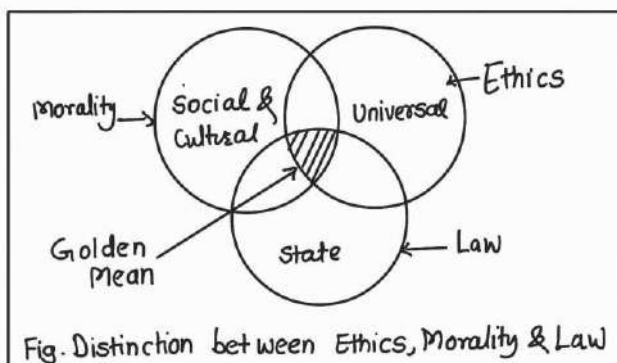 Morality
Social &
Cultural
Universal
Ethics
Golden
Mean
State
Law
Fig. Distinction between Ethics, Morality & Law